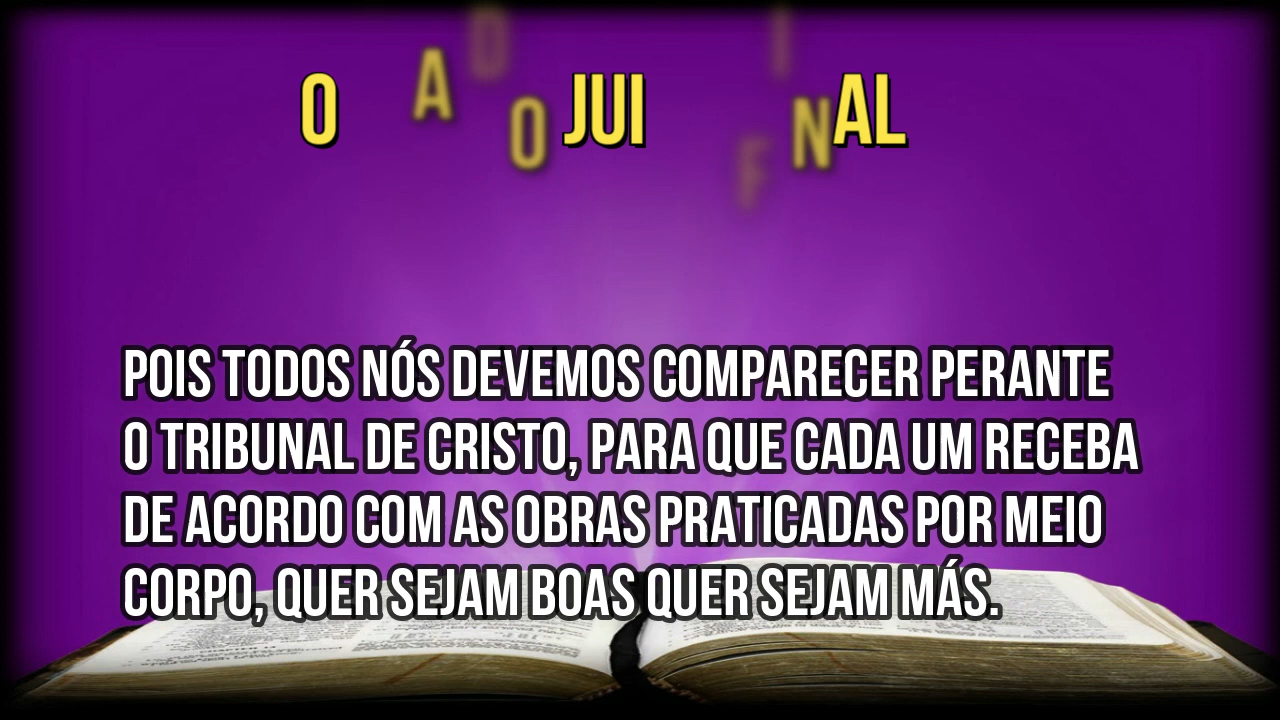 O A D O JUI F I NAL
POIS TODOS NÓS DEVEMOS COMPARECER PERANTE
O TRIBUNAL DE CRISTO, PARA QUE CADA UM RECEBA
DE ACORDO COM AS OBRAS PRATICADAS POR MEIO
CORPO, QUER SEJAM BOAS QUER SEJAM MÁS.